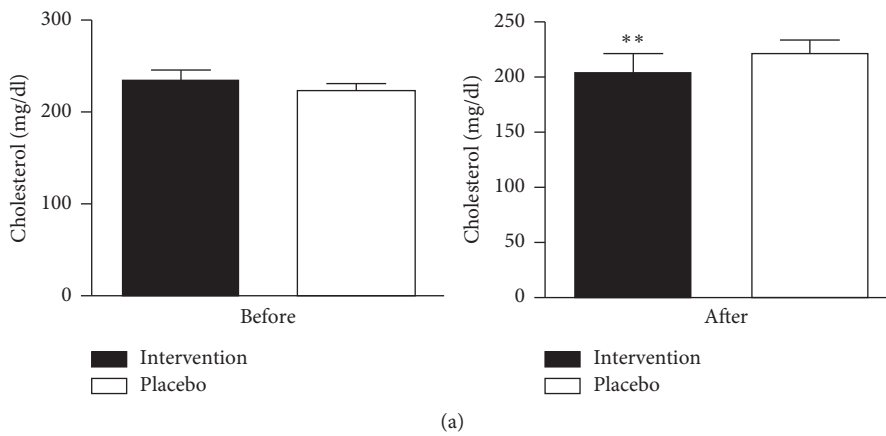 300
200
100
0
Cholesterol (mg/dl)
Before
Intervention
Placebo
250
200
150
100
50
0
Cholesterol (mg/dl)
**
After
Intervention
Placebo
(a)